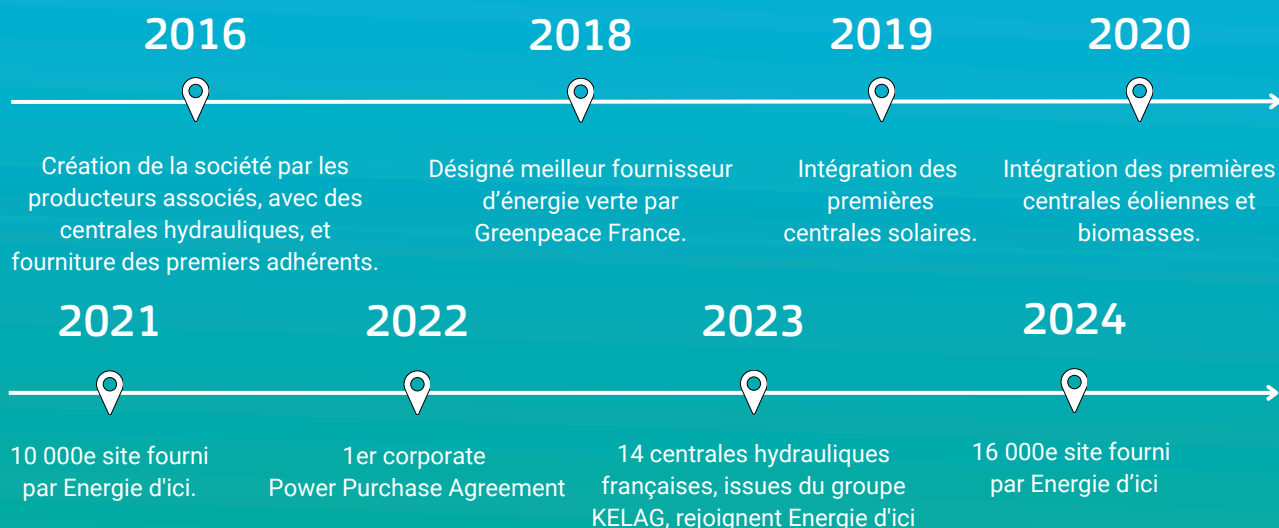 2016
Création de la société par les
producteurs associés, avec des
centrales hydrauliques, et
fourniture des premiers adhérents.
2018
Désigné meilleur fournisseur
d'énergie verte par
Greenpeace France.
2019
Intégration des
premières
centrales solaires.
2020
Intégration des premières
centrales éoliennes et
biomasses.
2021
10 000e site fourni
par Energie d'ici.
2022
1er corporate
Power Purchase Agreement
2023
14 centrales hydrauliques
françaises, issues du groupe
KELAG, rejoignent Energie d'ici
2024
16 000e site fourni
par Energie d’ici